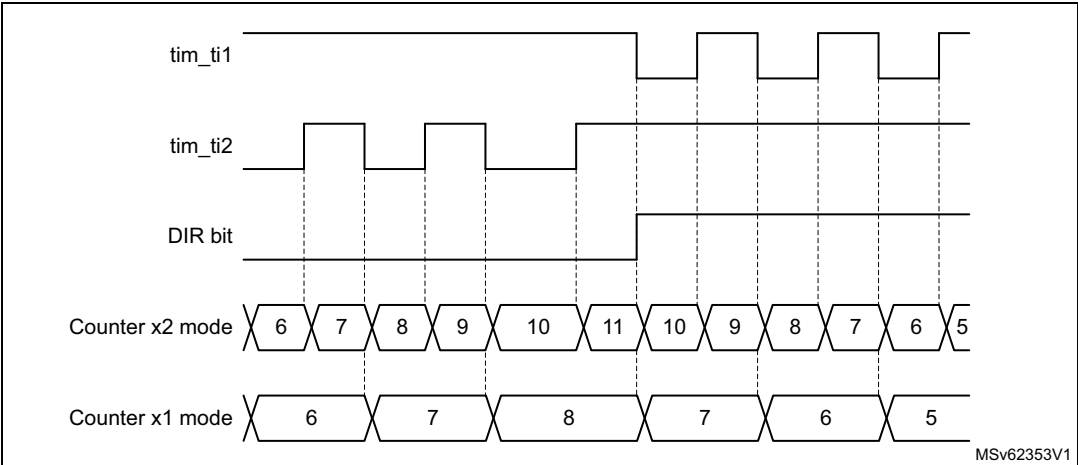 tim_ti1
tim_ti2
DIR bit
Counter x2 mode 6 7 8 9 10 11 10 9 8 7 6 5
Counter x1 mode 6 7 8 7 6 5
MSv62353V1